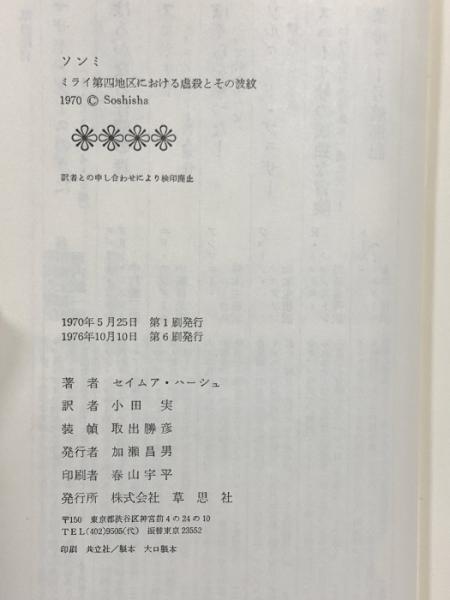 ソンミ
ミライ第四地区における虐殺とその波紋
1970 © Soshisha
訳者との申し合わせにより検印廃止
1970年5月25日 第1刷発行
1976年10月10日 第6刷発行
著者 セイムア・ハーシュ
訳者 小田実
装幀 取出勝彦
発行者 加瀬昌男
印刷者 春山宇平
発行所 株式会社 草思社
〒150 東京都渋谷区神宮前4の24の10
TEL(402)9505(代) 振替東京23552
印刷 共立社/製本 大口製本